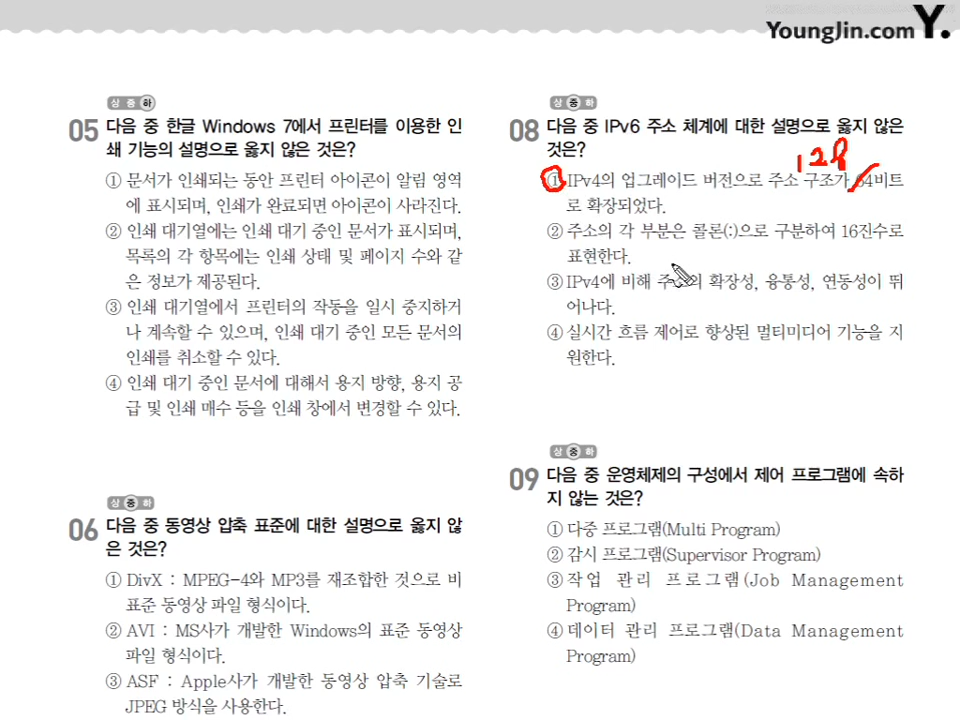 YoungJin.com Y.
상 중 하
05 다음 중 한글 Windows 7에서 프린터를 이용한 인
쇄 기능의 설명으로 옳지 않은 것은?
① 문서가 인쇄되는 동안 프린터 아이콘이 알림 영역
에 표시되며, 인쇄가 완료되면 아이콘이 사라진다.
② 인쇄 대기열에는 인쇄 대기 중인 문서가 표시되며,
목록의 각 항목에는 인쇄 상태 및 페이지 수와 같
은 정보가 제공된다.
③ 인쇄 대기열에서 프린터의 작동을 일시 중지하거
나 계속할 수 있으며, 인쇄 대기 중인 모든 문서의
인쇄를 취소할 수 있다.
④ 인쇄 대기 중인 문서에 대해서 용지 방향, 용지 공
급 및 인쇄 매수 등을 인쇄 창에서 변경할 수 있다.
상 중 하
06 다음 중 동영상 압축 표준에 대한 설명으로 옳지 않
은 것은?
① DivX : MPEG-4와 MP3를 재조합한 것으로 비
표준 동영상 파일 형식이다.
② AVI : MS사가 개발한 Windows의 표준 동영상
파일 형식이다.
③ ASF : Apple사가 개발한 동영상 압축 기술로
JPEG 방식을 사용한다.
상 중 하
08 다음 중 IPv6 주소 체계에 대한 설명으로 옳지 않은
것은?
128
① IPv4의 업그레이드 버전으로 주소 구조가 64비트
로 확장되었다.
② 주소의 각 부분은 콜론(:)으로 구분하여 16진수로
표현한다.
③ IPv4에 비해 주소의 확장성, 융통성, 연동성이 뛰
어나다.
④ 실시간 흐름 제어로 향상된 멀티미디어 기능을 지
원한다.
상 중 하
09 다음 중 운영체제의 구성에서 제어 프로그램에 속하
지 않는 것은?
① 다중 프로그램(Multi Program)
② 감시 프로그램(Supervisor Program)
③ 작업 관리 프로그램(Job Management
Program)
④ 데이터 관리 프로그램(Data Management
Program)